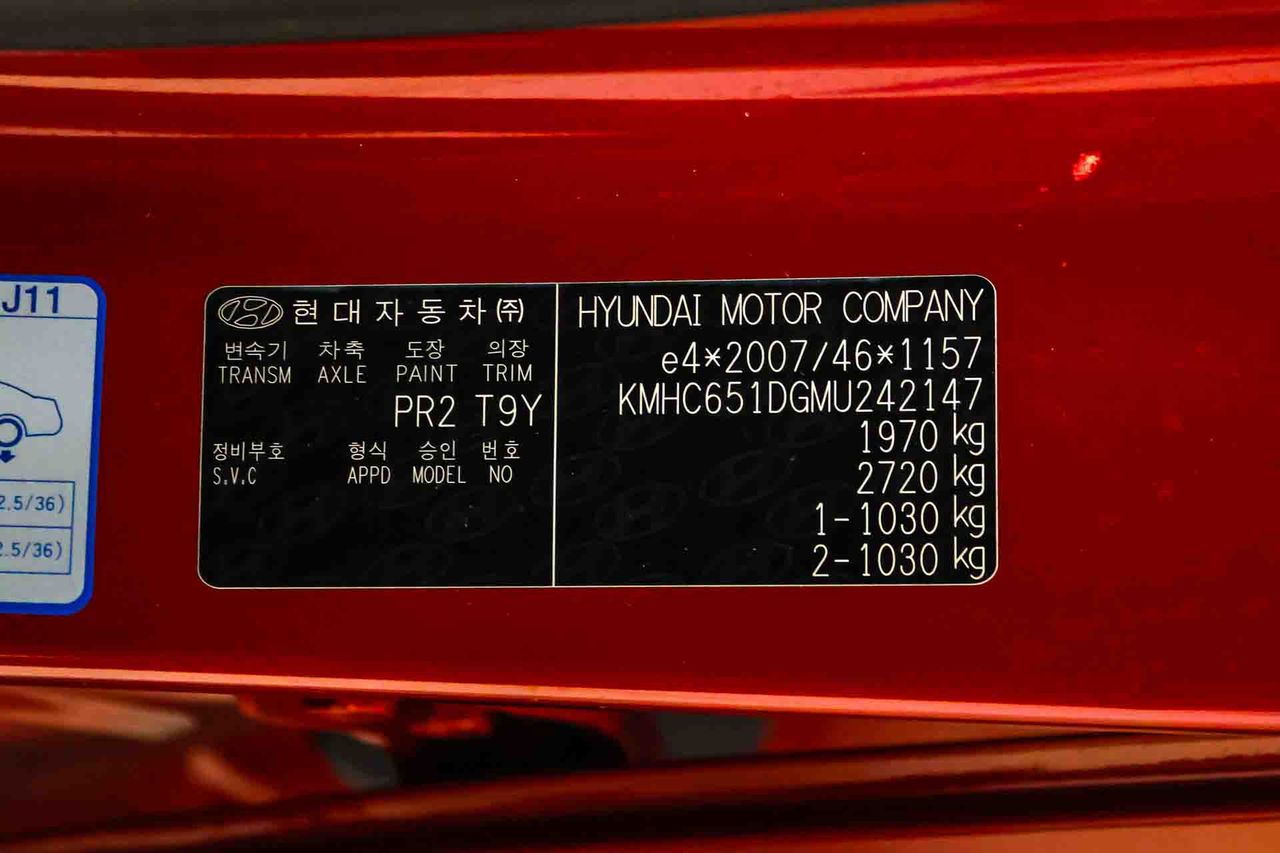 J11
2.5/36)
2.5/36)
현대자동차㈜
변속기 차축 도장 의장
TRANSM AXLE PAINT TRIM
PR2 T9Y
정비부호 형식 승인 번호
S.V.C APPD MODEL NO
HYUNDAI MOTOR COMPANY
e4*2007/46*1157
KMHC651DGMU242147
1970 kg
2720 kg
1-1030 kg
2-1030 kg